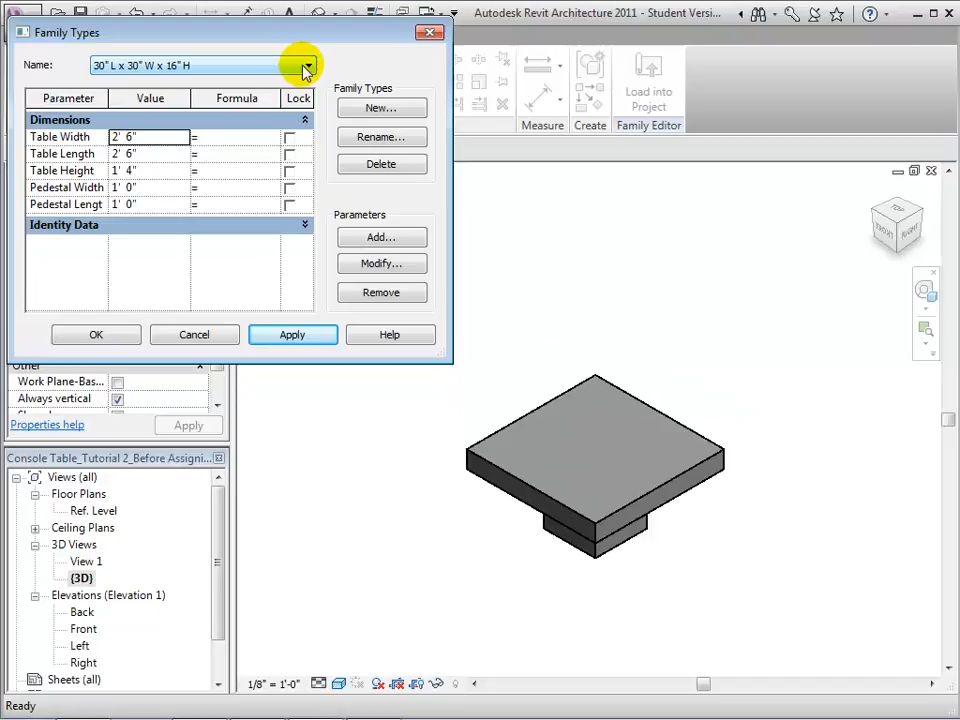 Autodesk Revit Architecture 2011 - Student Versi...
Family Types
Name:
30" L x 30" W x 16" H
Parameter
Value
Formula
Lock
Dimensions
Table Width
2' 6"
=
Table Length
2' 6"
=
Table Height
1' 4"
=
Pedestal Width
1' 0"
=
Pedestal Lengt
1' 0"
=
Identity Data
Family Types
New...
Rename...
Delete
Parameters
Add...
Modify...
Remove
OK
Cancel
Apply
Help
Load into
Project
Measure
Create
Family Editor
TOP
FRONT
RIGHT
Other
Work Plane-Bas...
Always vertical
Properties help
Apply
Console Table_Tutorial 2_Before Assigni...
Views (all)
Floor Plans
Ref. Level
Ceiling Plans
3D Views
View 1
{3D}
Elevations (Elevation 1)
Back
Front
Left
Right
Sheets (all)
1/8" = 1'-0"
Ready